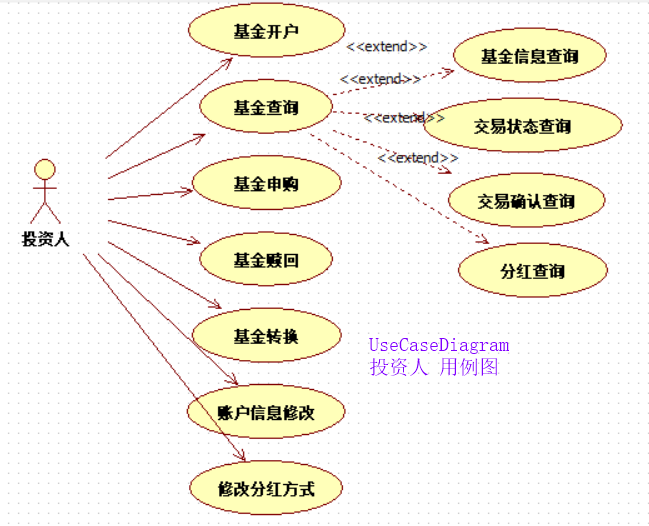 基金开户
<<extend>>
基金信息查询
<<extend>>
基金查询
<<extend>>
交易状态查询
<<extend>>
基金申购
交易确认查询
投资人
基金赎回
分红查询
基金转换
UseCaseDiagram
投资人 用例图
账户信息修改
修改分红方式